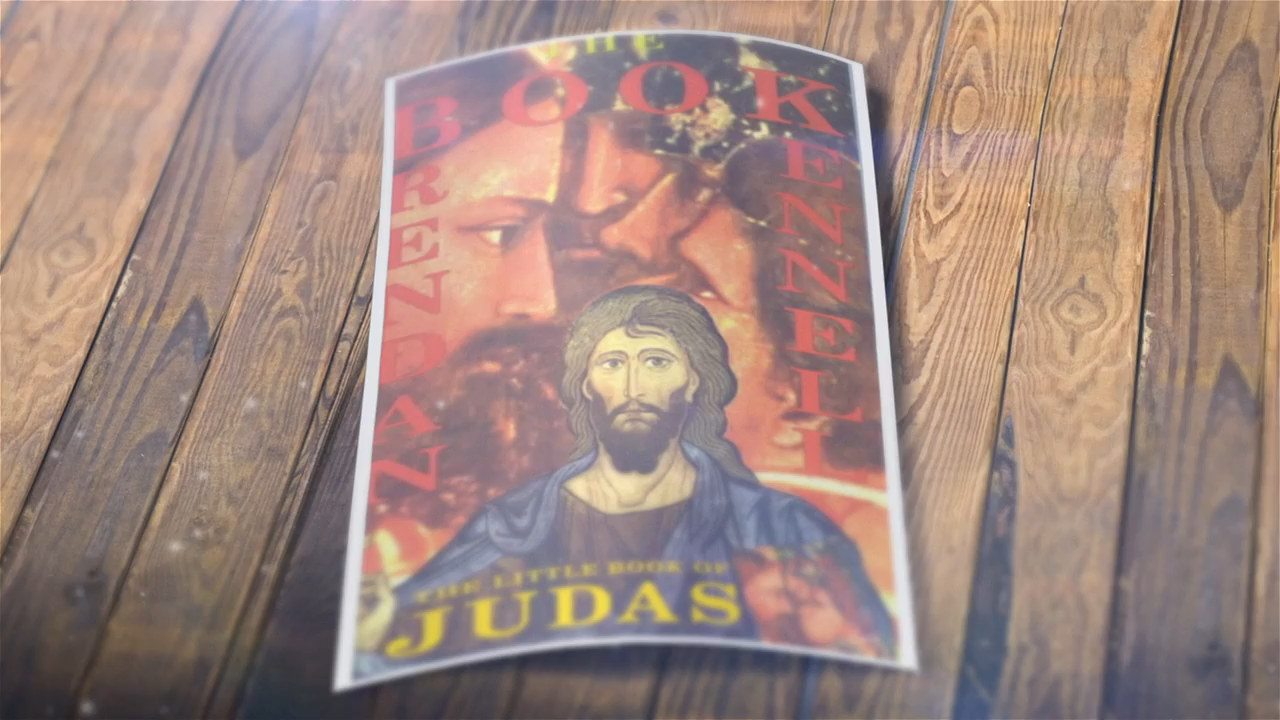 THE
BOOK
BRENDAN
KENNELL
THE LITTLE BOOK OF
JUDAS